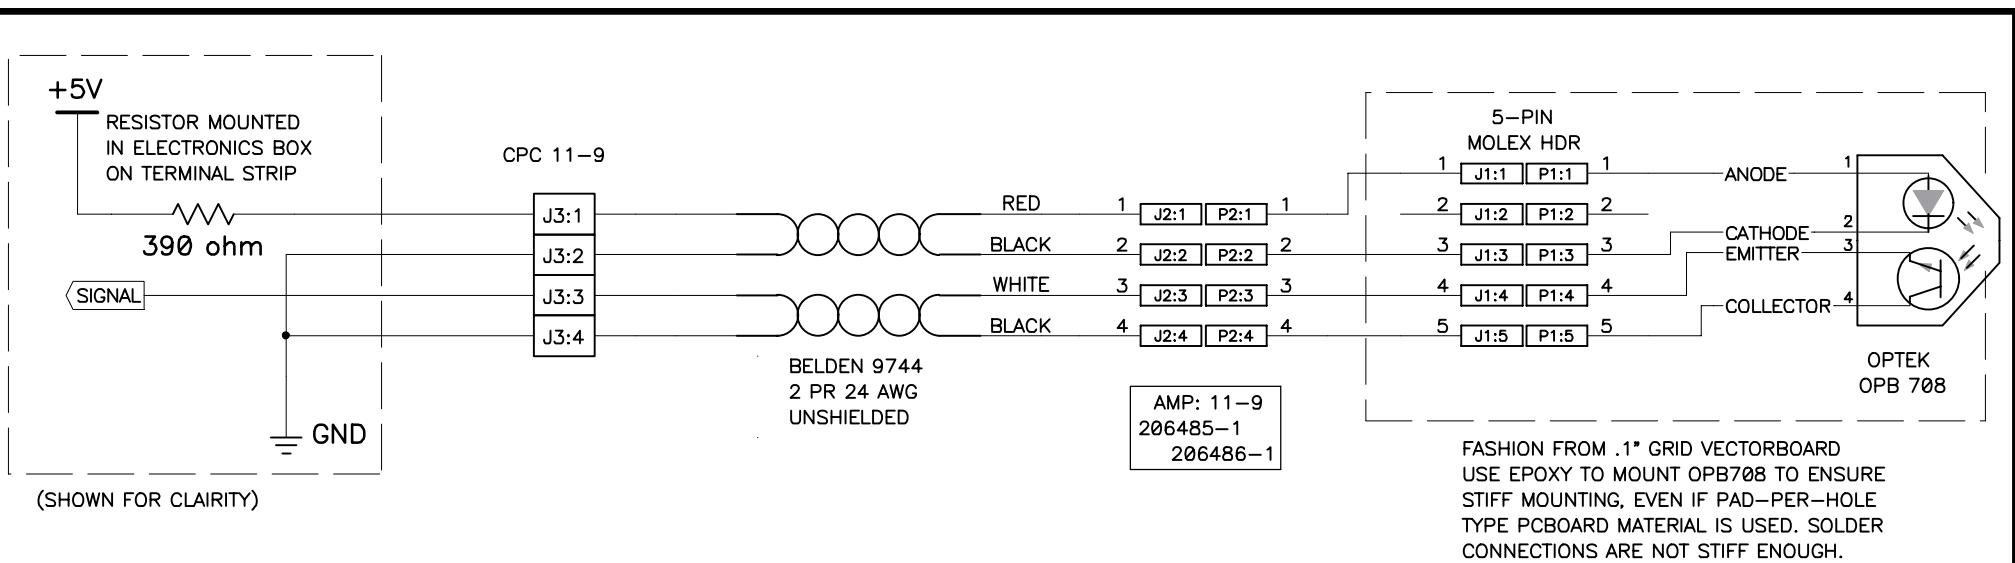 +5V
RESISTOR MOUNTED
IN ELECTRONICS BOX
ON TERMINAL STRIP
390 ohm
SIGNAL
GND
(SHOWN FOR CLAIRITY)
CPC 11-9
J3:1
J3:2
J3:3
J3:4
BELDEN 9744
2 PR 24 AWG
UNSHIELDED
RED 1 J2:1 P2:1 1
BLACK 2 J2:2 P2:2 2
WHITE 3 J2:3 P2:3 3
BLACK 4 J2:4 P2:4 4
AMP: 11-9
206485-1
206486-1
5-PIN
MOLEX HDR
1 J1:1 P1:1 1
2 J1:2 P1:2 2
3 J1:3 P1:3 3
4 J1:4 P1:4 4
5 J1:5 P1:5 5
ANODE 1
CATHODE 2
EMITTER 3
COLLECTOR 4
OPTEK
OPB 708
FASHION FROM .1" GRID VECTORBOARD
USE EPOXY TO MOUNT OPB708 TO ENSURE
STIFF MOUNTING, EVEN IF PAD-PER-HOLE
TYPE PCBOARD MATERIAL IS USED. SOLDER
CONNECTIONS ARE NOT STIFF ENOUGH.